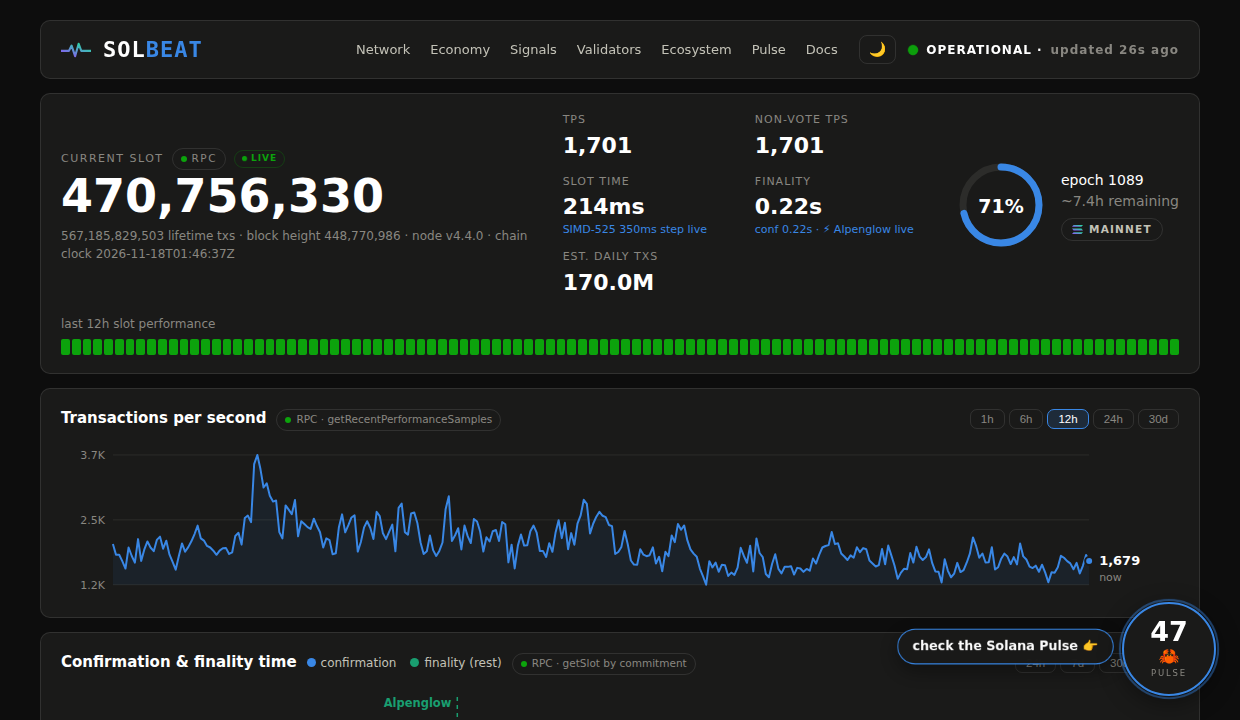 SOLBEAT
Network Economy Signals Validators Ecosystem Pulse Docs
OPERATIONAL · updated 26s ago
CURRENT SLOT RPC LIVE
470,756,330
567,185,829,503 lifetime txs · block height 448,770,986 · node v4.4.0 · chain
clock 2026-11-18T01:46:37Z
TPS
1,701
NON-VOTE TPS
1,701
SLOT TIME
214ms
SIMD-525 350ms step live
FINALITY
0.22s
conf 0.22s · ⚡ Alpenglow live
EST. DAILY TXS
170.0M
71%
epoch 1089
~7.4h remaining
MAINNET
last 12h slot performance
Transactions per second RPC · getRecentPerformanceSamples
1h 6h 12h 24h 30d
3.7K
2.5K
1.2K
1,679
now
Confirmation & finality time confirmation finality (rest) RPC · getSlot by commitment
check the Solana Pulse 👉
47
PULSE
Alpenglow